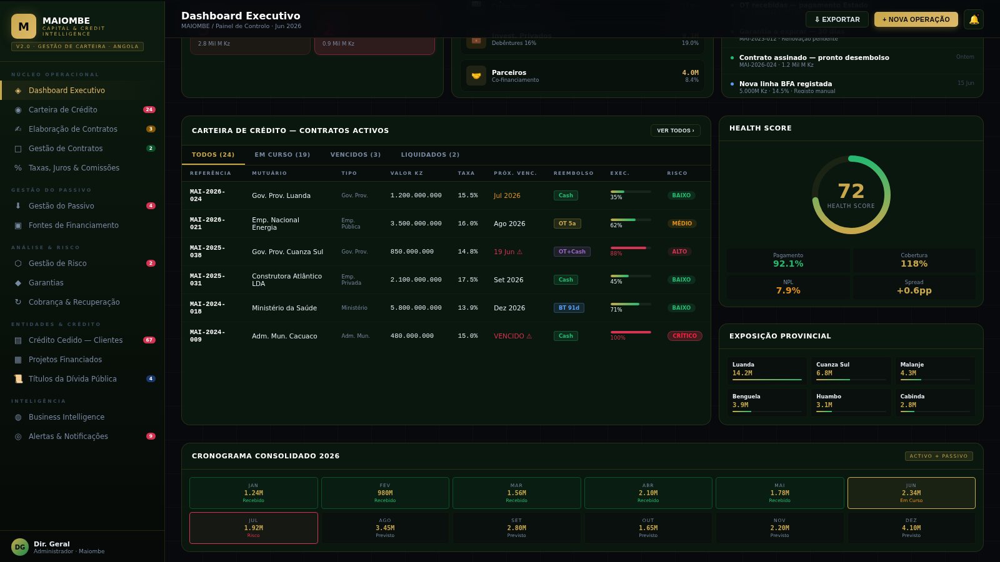 M
MAIOMBE
CAPITAL & CREDIT
INTELLIGENCE
V2.0 · GESTÃO DE CARTEIRA · ANGOLA
NÚCLEO OPERACIONAL
Dashboard Executivo
Carteira de Crédito 24
Elaboração de Contratos 3
Gestão de Contratos 2
% Taxas, Juros & Comissões
GESTÃO DO PASSIVO
Gestão do Passivo 4
Fontes de Financiamento
ANÁLISE & RISCO
Gestão de Risco 2
Garantias
Cobrança & Recuperação
ENTIDADES & CRÉDITO
Crédito Cedido — Clientes 67
Projetos Financiados
Títulos da Dívida Pública 4
INTELIGÊNCIA
Business Intelligence
Alertas & Notificações 9
DG
Dir. Geral
Administrador · Maiombe
Dashboard Executivo
MAIOMBE / Painel de Controlo · Jun 2026
⇩ EXPORTAR
+ NOVA OPERAÇÃO
OT recebidas — pagamento Estado
2.8 Mil M Kz
0.9 Mil M Kz
Invest. Privados
Debêntures 16%
19.0%
Parceiros
Co-financiamento
4.0M
8.4%
MAI-2023-012 · Renovação pendente
Contrato assinado — pronto desembolso
MAI-2026-024 · 1.2 Mil M Kz
Ontem
Nova linha BFA registada
5.000M Kz · 14.5% · Registo manual
15 Jun
CARTEIRA DE CRÉDITO — CONTRATOS ACTIVOS
VER TODOS ›
TODOS (24) EM CURSO (19) VENCIDOS (3) LIQUIDADOS (2)
REFERÊNCIA MUTUÁRIO TIPO VALOR KZ TAXA PRÓX. VENC. REEMBOLSO EXEC. RISCO
MAI-2026-024 Gov. Prov. Luanda Gov. Prov. 1.200.000.000 15.5% Jul 2026 Cash 35% BAIXO
MAI-2026-021 Emp. Nacional Energia Emp. Pública 3.500.000.000 16.0% Ago 2026 OT 5a 62% MÉDIO
MAI-2025-038 Gov. Prov. Cuanza Sul Gov. Prov. 850.000.000 14.8% 19 Jun ⚠ OT+Cash 88% ALTO
MAI-2025-031 Construtora Atlântico LDA Emp. Privada 2.100.000.000 17.5% Set 2026 Cash 45% BAIXO
MAI-2024-018 Ministério da Saúde Ministério 5.800.000.000 13.9% Dez 2026 BT 91d 71% BAIXO
MAI-2024-009 Adm. Mun. Cacuaco Adm. Mun. 480.000.000 15.0% VENCIDO ⚠ Cash 100% CRÍTICO
HEALTH SCORE
72
HEALTH SCORE
Pagamento
92.1%
Cobertura
118%
NPL
7.9%
Spread
+0.6pp
EXPOSIÇÃO PROVINCIAL
Luanda
14.2M
Cuanza Sul
6.8M
Malanje
4.3M
Benguela
3.9M
Huambo
3.1M
Cabinda
2.8M
CRONOGRAMA CONSOLIDADO 2026
ACTIVO + PASSIVO
JAN
1.24M
Recebido
FEV
980M
Recebido
MAR
1.56M
Recebido
ABR
2.10M
Recebido
MAI
1.78M
Recebido
JUN
2.34M
Em Curso
JUL
1.92M
Risco
AGO
3.45M
Previsto
SET
2.80M
Previsto
OUT
1.65M
Previsto
NOV
2.20M
Previsto
DEZ
4.10M
Previsto